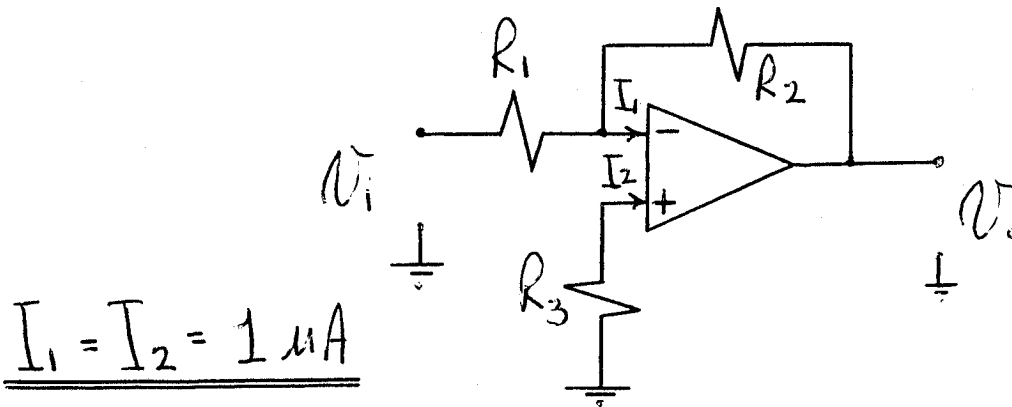 R₁
R₂
I₁
−
I₂
+
Vᵢ
R₃
I₁ = I₂ = 1 μA